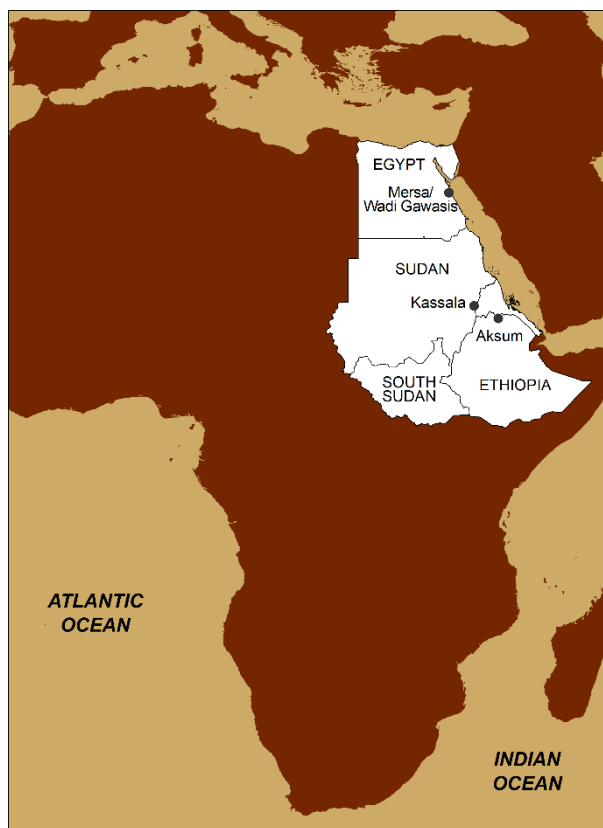 EGYPT
Mersa/
Wadi Gawasis
SUDAN
Kassala
Aksum
SOUTH
SUDAN
ETHIOPIA
ATLANTIC
OCEAN
INDIAN
OCEAN